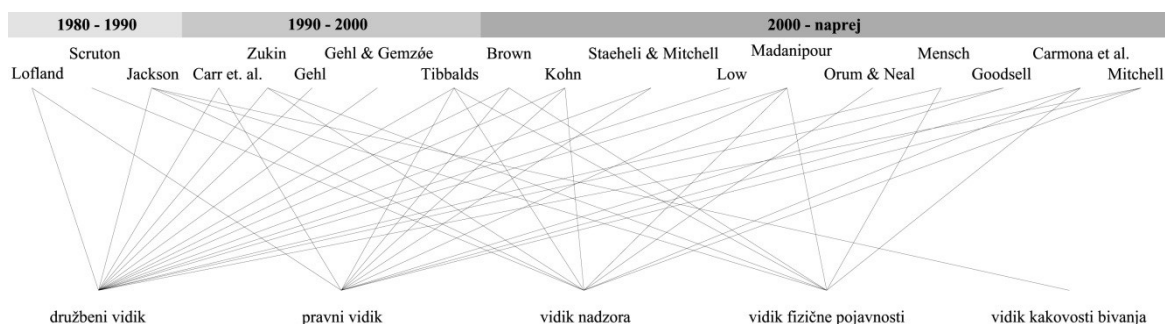 1980 - 1990 1990 - 2000 2000 - naprej
Scruton Zukin Gehl & Gemzǿe Brown Staeheli & Mitchell Madanipour Mensch Carmona et al.
Lofland Jackson Carr et. al. Gehl Tibbalds Kohn Low Orum & Neal Goodsell Mitchell
družbeni vidik pravni vidik vidik nadzora vidik fizične pojavnosti vidik kakovosti bivanja